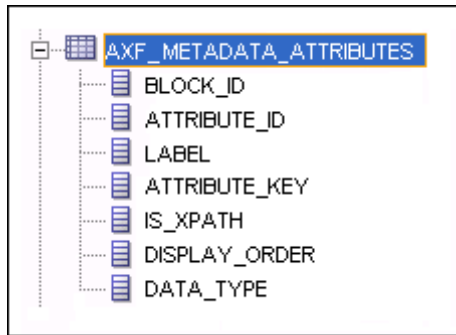 AXF_METADATA_ATTRIBUTES
BLOCK_ID
ATTRIBUTE_ID
LABEL
ATTRIBUTE_KEY
IS_XPATH
DISPLAY_ORDER
DATA_TYPE